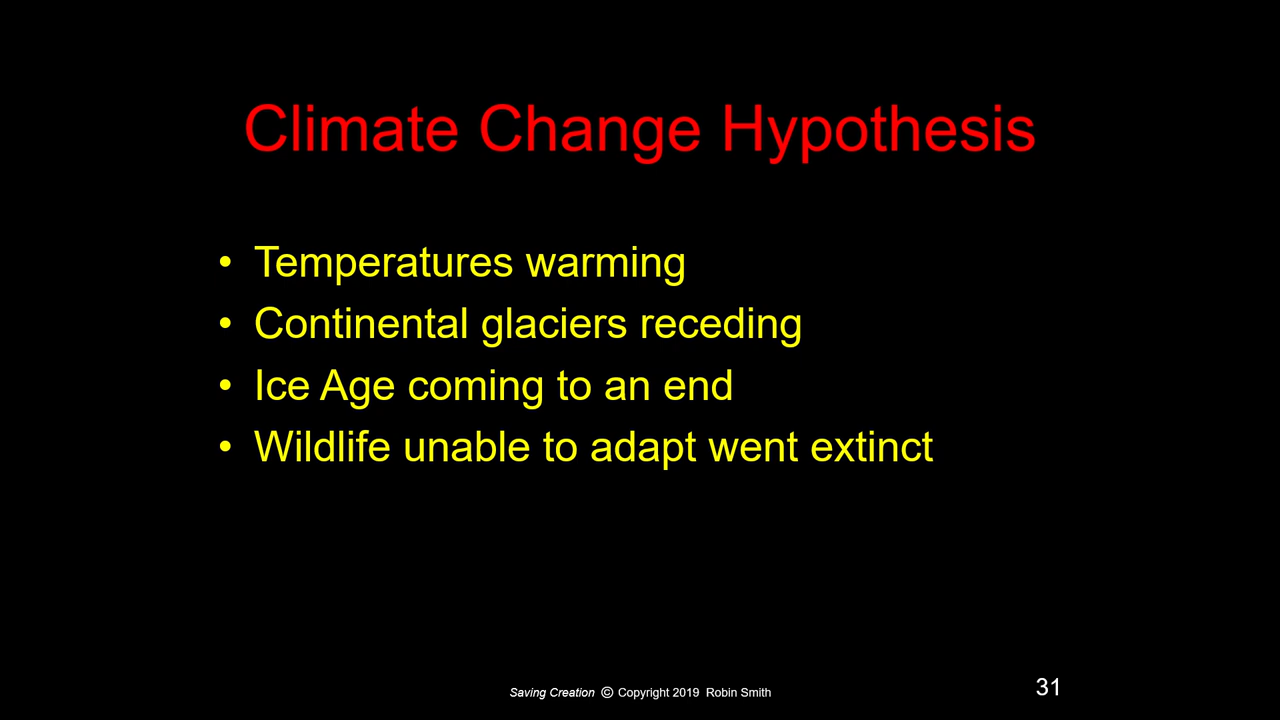 Climate Change Hypothesis
• Temperatures warming
• Continental glaciers receding
• Ice Age coming to an end
• Wildlife unable to adapt went extinct
Saving Creation © Copyright 2019 Robin Smith
31